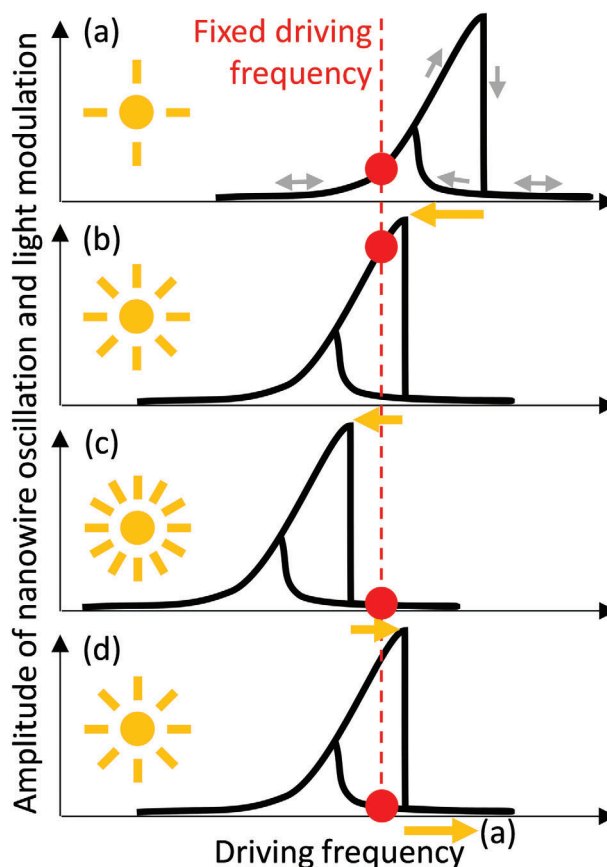 Amplitude of nanowire oscillation and light modulation
(a)
Fixed driving
frequency
(b)
(c)
(d)
(a)
Driving frequency